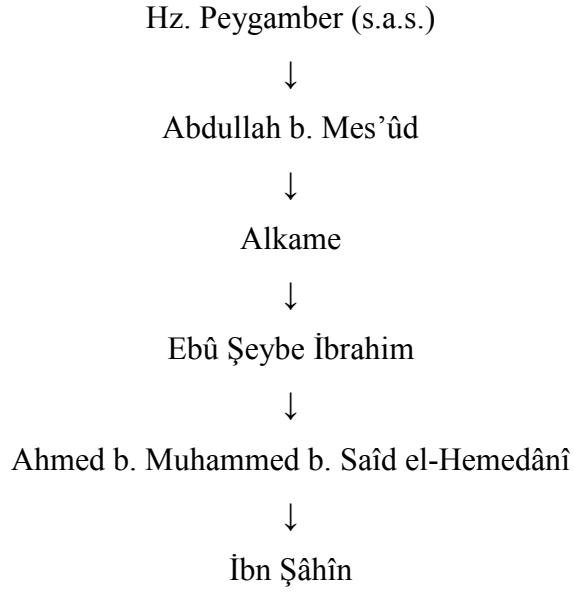 Hz. Peygamber (s.a.s.)
↓
Abdullah b. Mes’ûd
↓
Alkame
↓
Ebû Şeybe İbrahim
↓
Ahmed b. Muhammed b. Saîd el-Hemedânî
↓
İbn Şâhîn